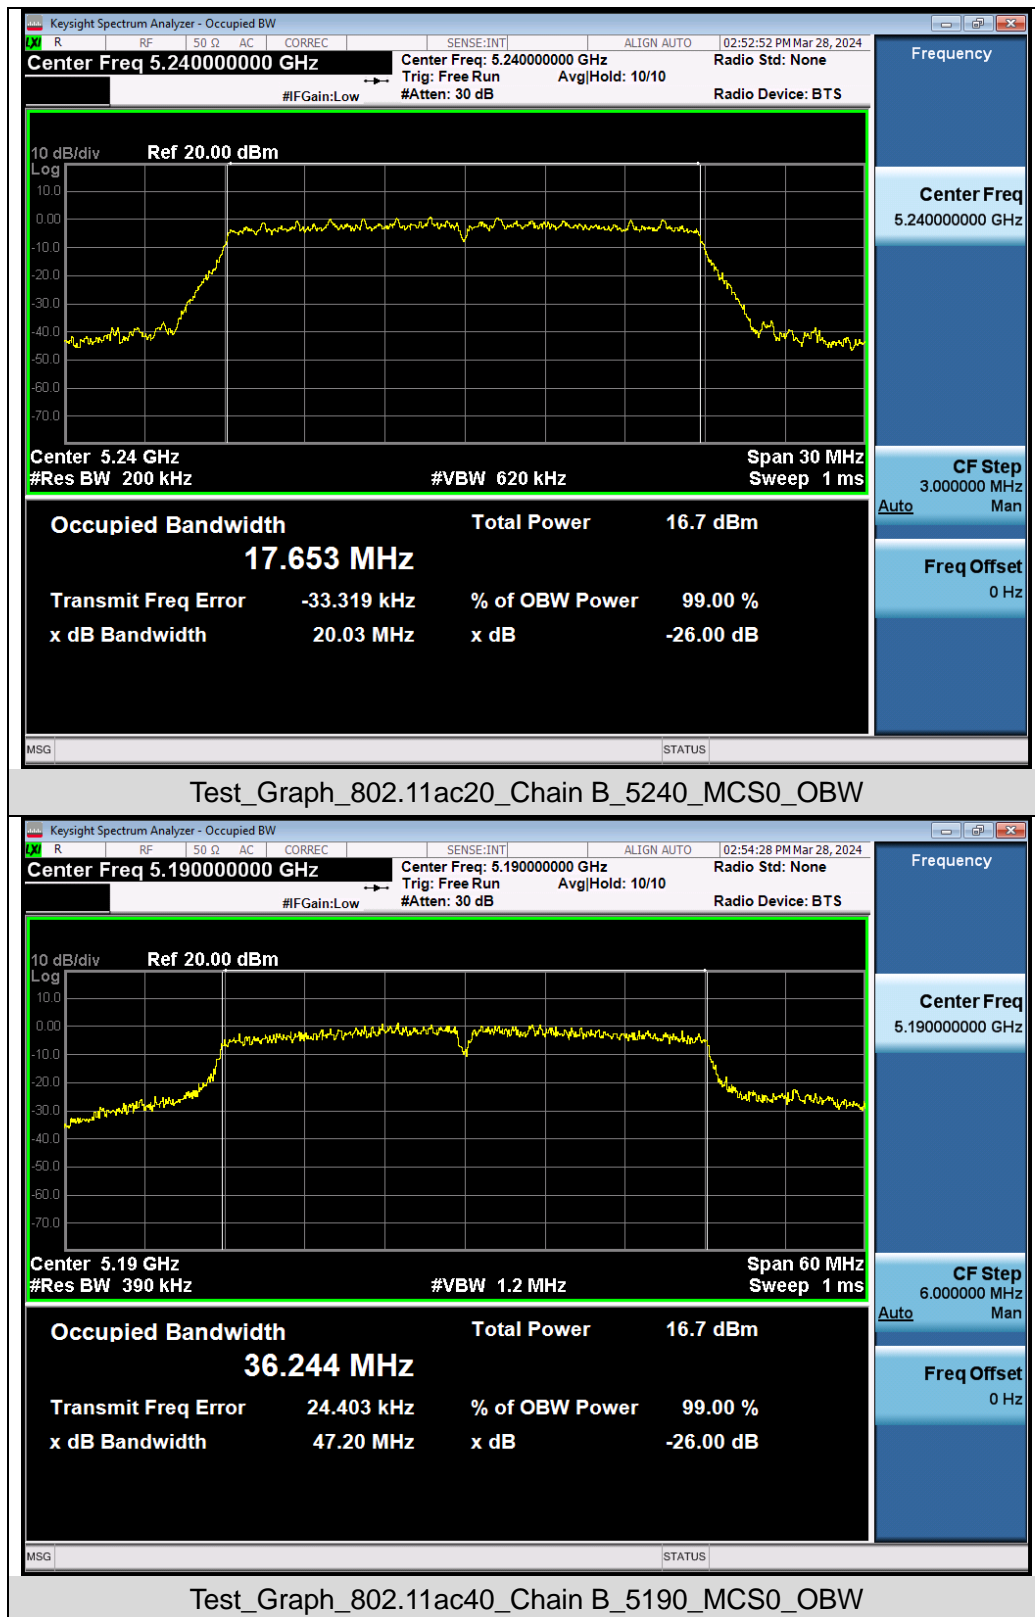 Keysight Spectrum Analyzer - Occupied BW
LXI R RF 50 Ω AC CORREC SENSE:INT ALIGN AUTO 02:52:52 PM Mar 28, 2024
Center Freq 5.240000000 GHz
Center Freq: 5.240000000 GHz Radio Std: None
Trig: Free Run Avg|Hold: 10/10
#IFGain:Low #Atten: 30 dB Radio Device: BTS
Frequency
10 dB/div Ref 20.00 dBm
Log
10.0
0.00
-10.0
-20.0
-30.0
-40.0
-50.0
-60.0
-70.0
Center Freq
5.240000000 GHz
Center 5.24 GHz Span 30 MHz
#Res BW 200 kHz #VBW 620 kHz Sweep 1 ms
CF Step
3.000000 MHz
Auto Man
Occupied Bandwidth Total Power 16.7 dBm
17.653 MHz
Freq Offset
0 Hz
Transmit Freq Error -33.319 kHz % of OBW Power 99.00 %
x dB Bandwidth 20.03 MHz x dB -26.00 dB
MSG STATUS
Test_Graph_802.11ac20_Chain B_5240_MCS0_OBW
Keysight Spectrum Analyzer - Occupied BW
LXI R RF 50 Ω AC CORREC SENSE:INT ALIGN AUTO 02:54:28 PM Mar 28, 2024
Center Freq 5.190000000 GHz
Center Freq: 5.190000000 GHz Radio Std: None
Trig: Free Run Avg|Hold: 10/10
#IFGain:Low #Atten: 30 dB Radio Device: BTS
Frequency
10 dB/div Ref 20.00 dBm
Log
10.0
0.00
-10.0
-20.0
-30.0
-40.0
-50.0
-60.0
-70.0
Center Freq
5.190000000 GHz
Center 5.19 GHz Span 60 MHz
#Res BW 390 kHz #VBW 1.2 MHz Sweep 1 ms
CF Step
6.000000 MHz
Auto Man
Occupied Bandwidth Total Power 16.7 dBm
36.244 MHz
Freq Offset
0 Hz
Transmit Freq Error 24.403 kHz % of OBW Power 99.00 %
x dB Bandwidth 47.20 MHz x dB -26.00 dB
MSG STATUS
Test_Graph_802.11ac40_Chain B_5190_MCS0_OBW